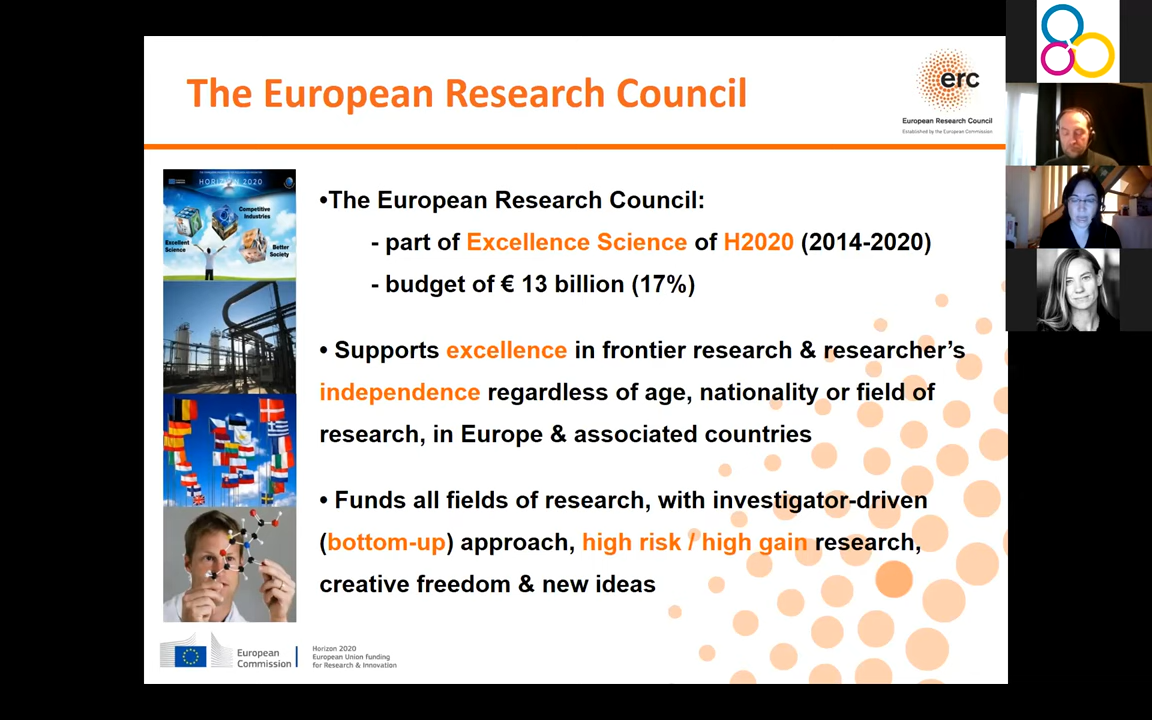 The European Research Council
erc
European Research Council
Established by the European Commission
HORIZON 2020
Competitive
Industries
Excellent
Science
Better
Society
•The European Research Council:
- part of Excellence Science of H2020 (2014-2020)
- budget of € 13 billion (17%)
• Supports excellence in frontier research & researcher’s
independence regardless of age, nationality or field of
research, in Europe & associated countries
• Funds all fields of research, with investigator-driven
(bottom-up) approach, high risk / high gain research,
creative freedom & new ideas
European
Commission
Horizon 2020
European Union funding
for Research & Innovation